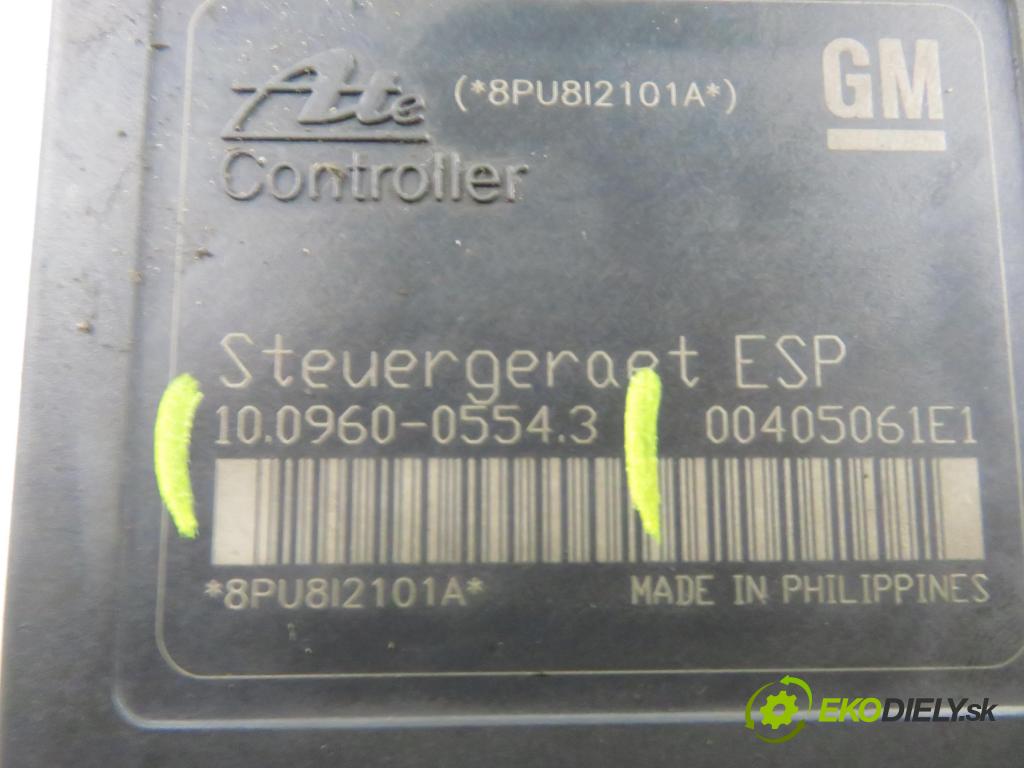 Ate (*8PU8I2101A*) GM
Controller
Steuergeraet ESP
10.0960-0554.3 00405061E1
*8PU8I2101A* MADE IN PHILIPPINES
EKODIELY.sk